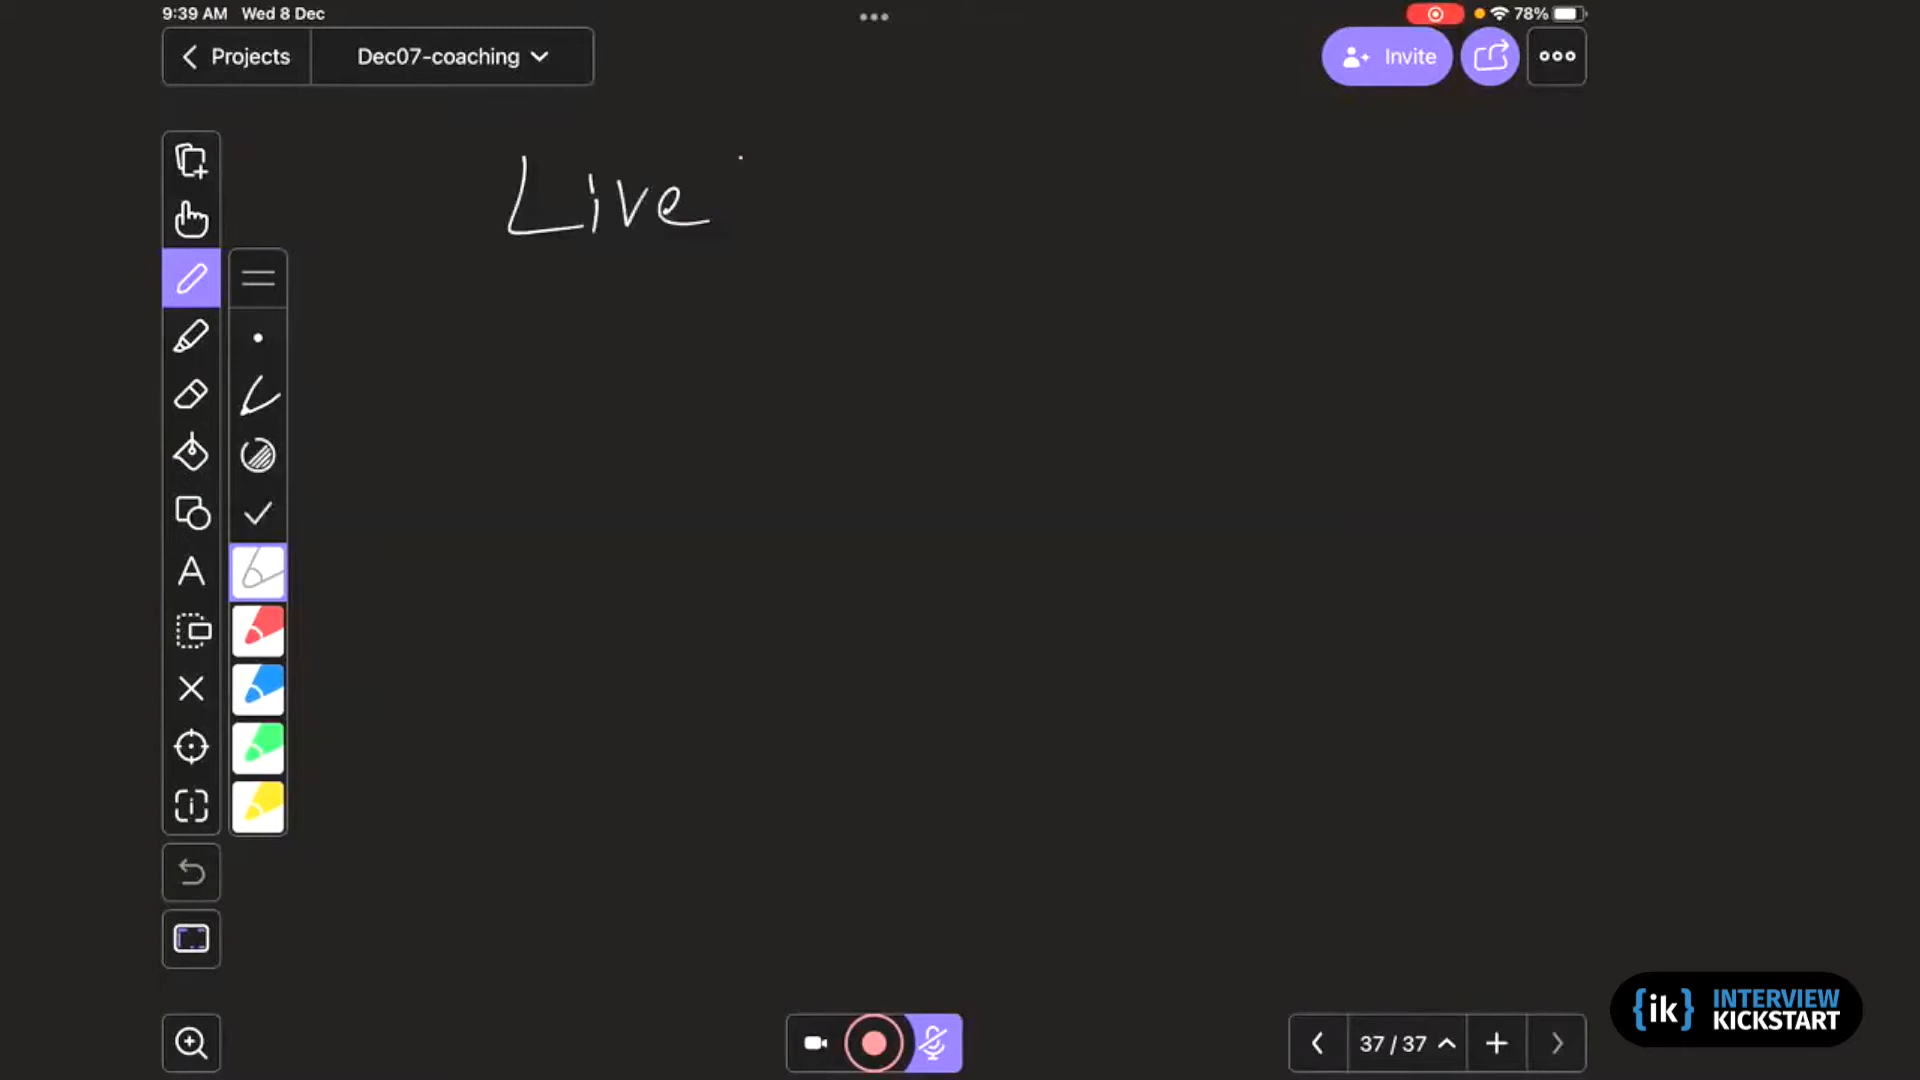 9:39 AM Wed 8 Dec 78%
Projects Dec07-coaching Invite
Live
A
37 / 37
{ik} INTERVIEW KICKSTART